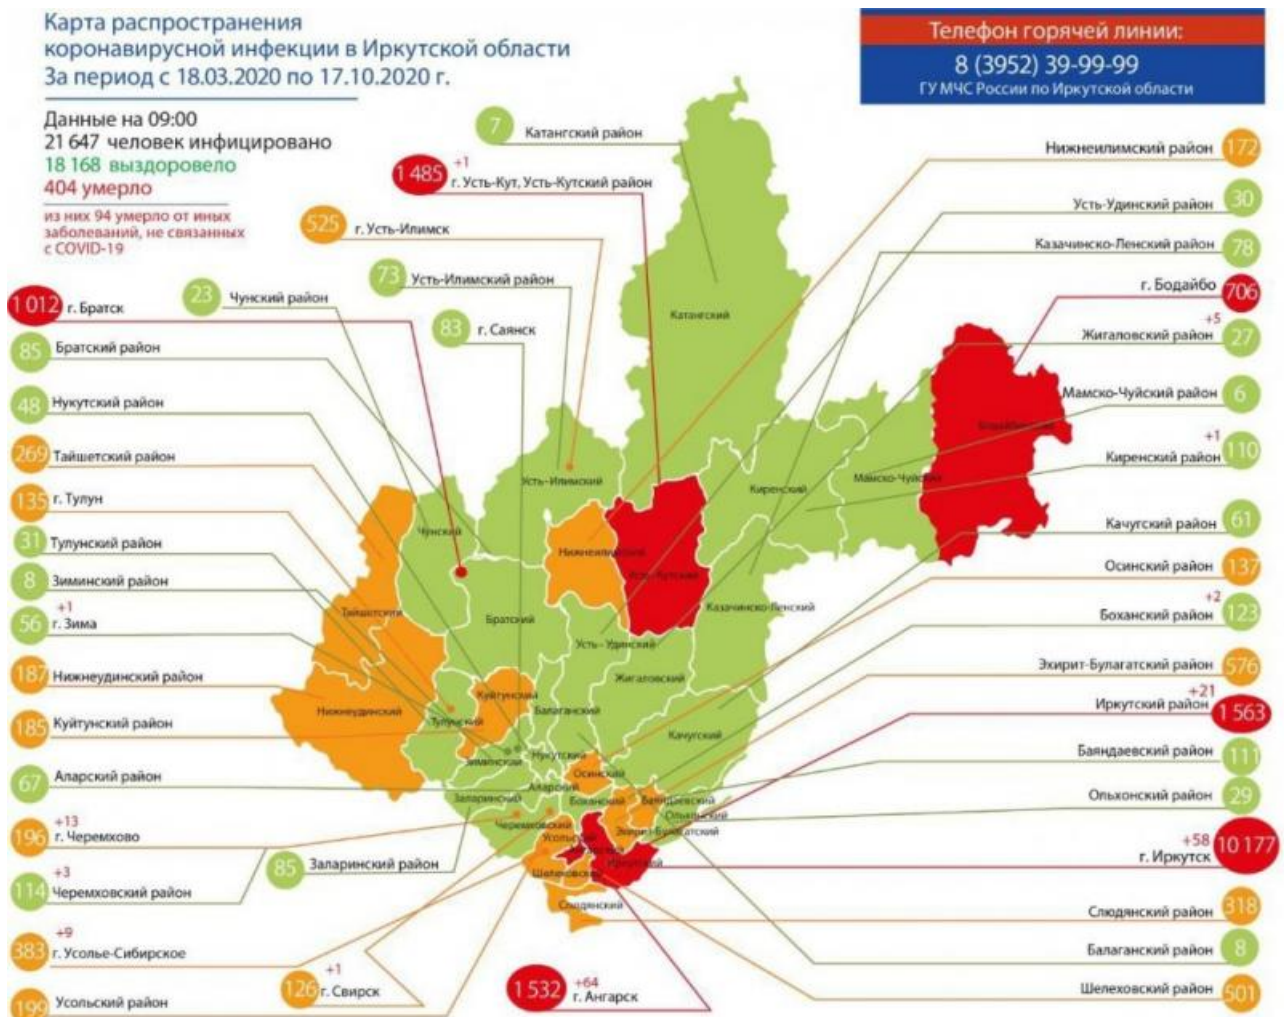 Карта распространения
коронавирусной инфекции в Иркутской области
За период с 18.03.2020 по 17.10.2020 г.
Данные на 09:00
21 647 человек инфицировано
18 168 выздоровело
404 умерло
из них 94 умерло от иных
заболеваний, не связанных
с COVID-19
Телефон горячей линии:
8 (3952) 39-99-99
ГУ МЧС России по Иркутской области
7 Катангский район
1 485 +1 г. Усть-Кут, Усть-Кутский район
525 г. Усть-Илимск
73 Усть-Илимский район
23 Чунский район
83 г. Саянск
1 012 г. Братск
85 Братский район
48 Нукутский район
269 Тайшетский район
135 г. Тулун
31 Тулунский район
8 Зиминский район
+1
56 г. Зима
187 Нижнеудинский район
185 Куйтунский район
67 Аларский район
+13
196 г. Черемхово
+3
114 Черемховский район
85 Заларинский район
+9
383 г. Усолье-Сибирское
199 Усольский район
+1
126 г. Свирск
+64
1 532 г. Ангарск
Нижнеилимский район 172
Усть-Удинский район 30
Казачинско-Ленский район 78
г. Бодайбо 706
+5
Жигаловский район 27
Мамско-Чуйский район 6
+1
Киренский район 110
Качугский район 61
Осинский район 137
+2
Боханский район 123
Эхирит-Булагатский район 576
+21
Иркутский район 1 563
Баяндаевский район 111
Ольхонский район 29
+58
г. Иркутск 10 177
Слюдянский район 318
Балаганский район 8
Шелеховский район 501
Катангский
Усть-Илимский
Киренский
Мамско-Чуйский
Чунский
Нижнеилимский
Усть-Кутский
Казачинско-Ленский
Тайшетский
Братский
Усть-Удинский
Жигаловский
Нижнеудинский
Куйтунский
Тулунский
Балаганский
Качугский
Зиминский
Нукутский
Осинский
Аларский
Заларинский
Боханский
Баяндаевский
Ольхонский
Черемховский
Эхирит-Булагатский
Усольский
Иркутский
Шелеховский
Слюдянский